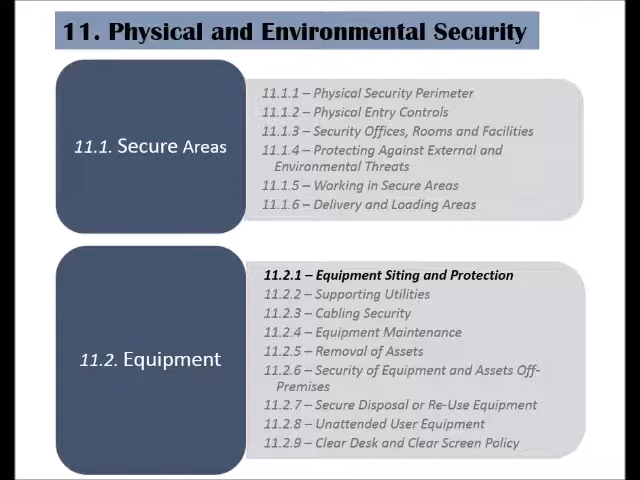 11. Physical and Environmental Security
11.1. Secure Areas
11.1.1 – Physical Security Perimeter
11.1.2 – Physical Entry Controls
11.1.3 – Security Offices, Rooms and Facilities
11.1.4 – Protecting Against External and
Environmental Threats
11.1.5 – Working in Secure Areas
11.1.6 – Delivery and Loading Areas
11.2. Equipment
11.2.1 – Equipment Siting and Protection
11.2.2 – Supporting Utilities
11.2.3 – Cabling Security
11.2.4 – Equipment Maintenance
11.2.5 – Removal of Assets
11.2.6 – Security of Equipment and Assets Off-
Premises
11.2.7 – Secure Disposal or Re-Use Equipment
11.2.8 – Unattended User Equipment
11.2.9 – Clear Desk and Clear Screen Policy